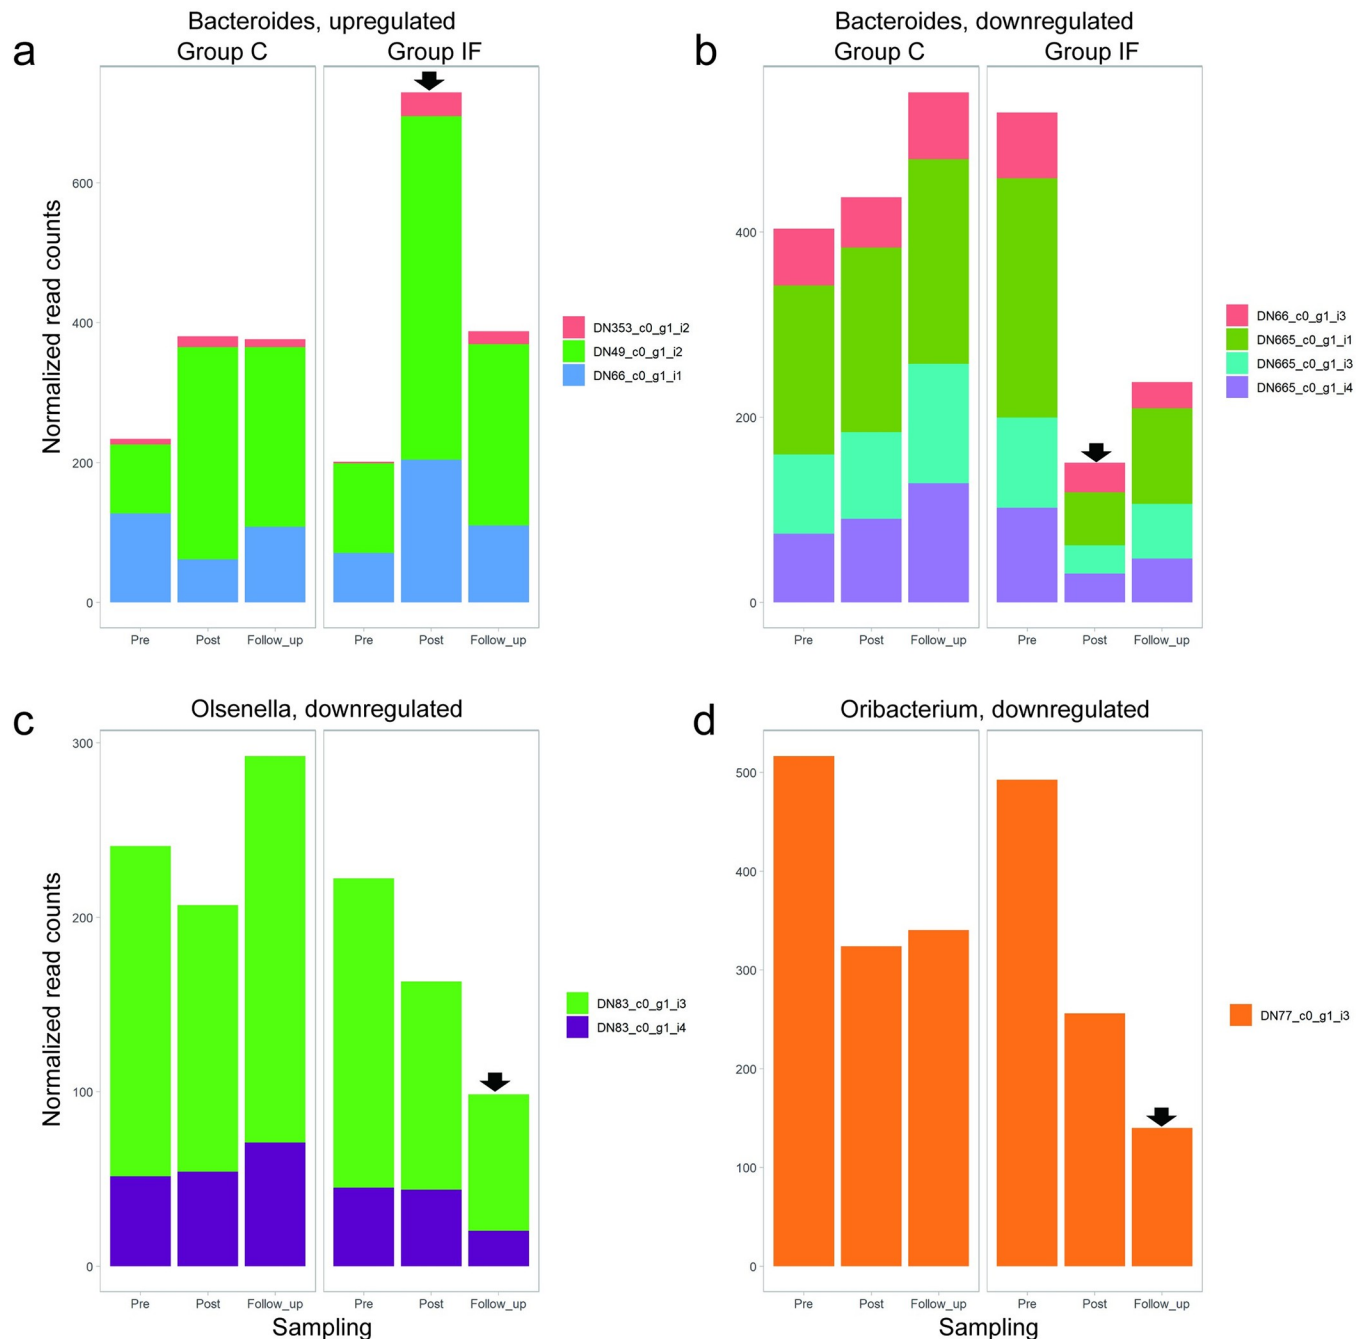 a
Bacteroides, upregulated
Group C
Group IF
Normalized read counts
600
400
200
0
Pre
Post
Follow_up
Pre
Post
Follow_up
DN353_c0_g1_i2
DN49_c0_g1_i2
DN66_c0_g1_i1
b
Bacteroides, downregulated
Group C
Group IF
400
200
0
Pre
Post
Follow_up
Pre
Post
Follow_up
DN66_c0_g1_i3
DN665_c0_g1_i1
DN665_c0_g1_i3
DN665_c0_g1_i4
c
Olsenella, downregulated
Normalized read counts
300
200
100
0
Pre
Post
Follow_up
Pre
Post
Follow_up
Sampling
DN83_c0_g1_i3
DN83_c0_g1_i4
d
Oribacterium, downregulated
500
400
300
200
100
0
Pre
Post
Follow_up
Pre
Post
Follow_up
Sampling
DN77_c0_g1_i3